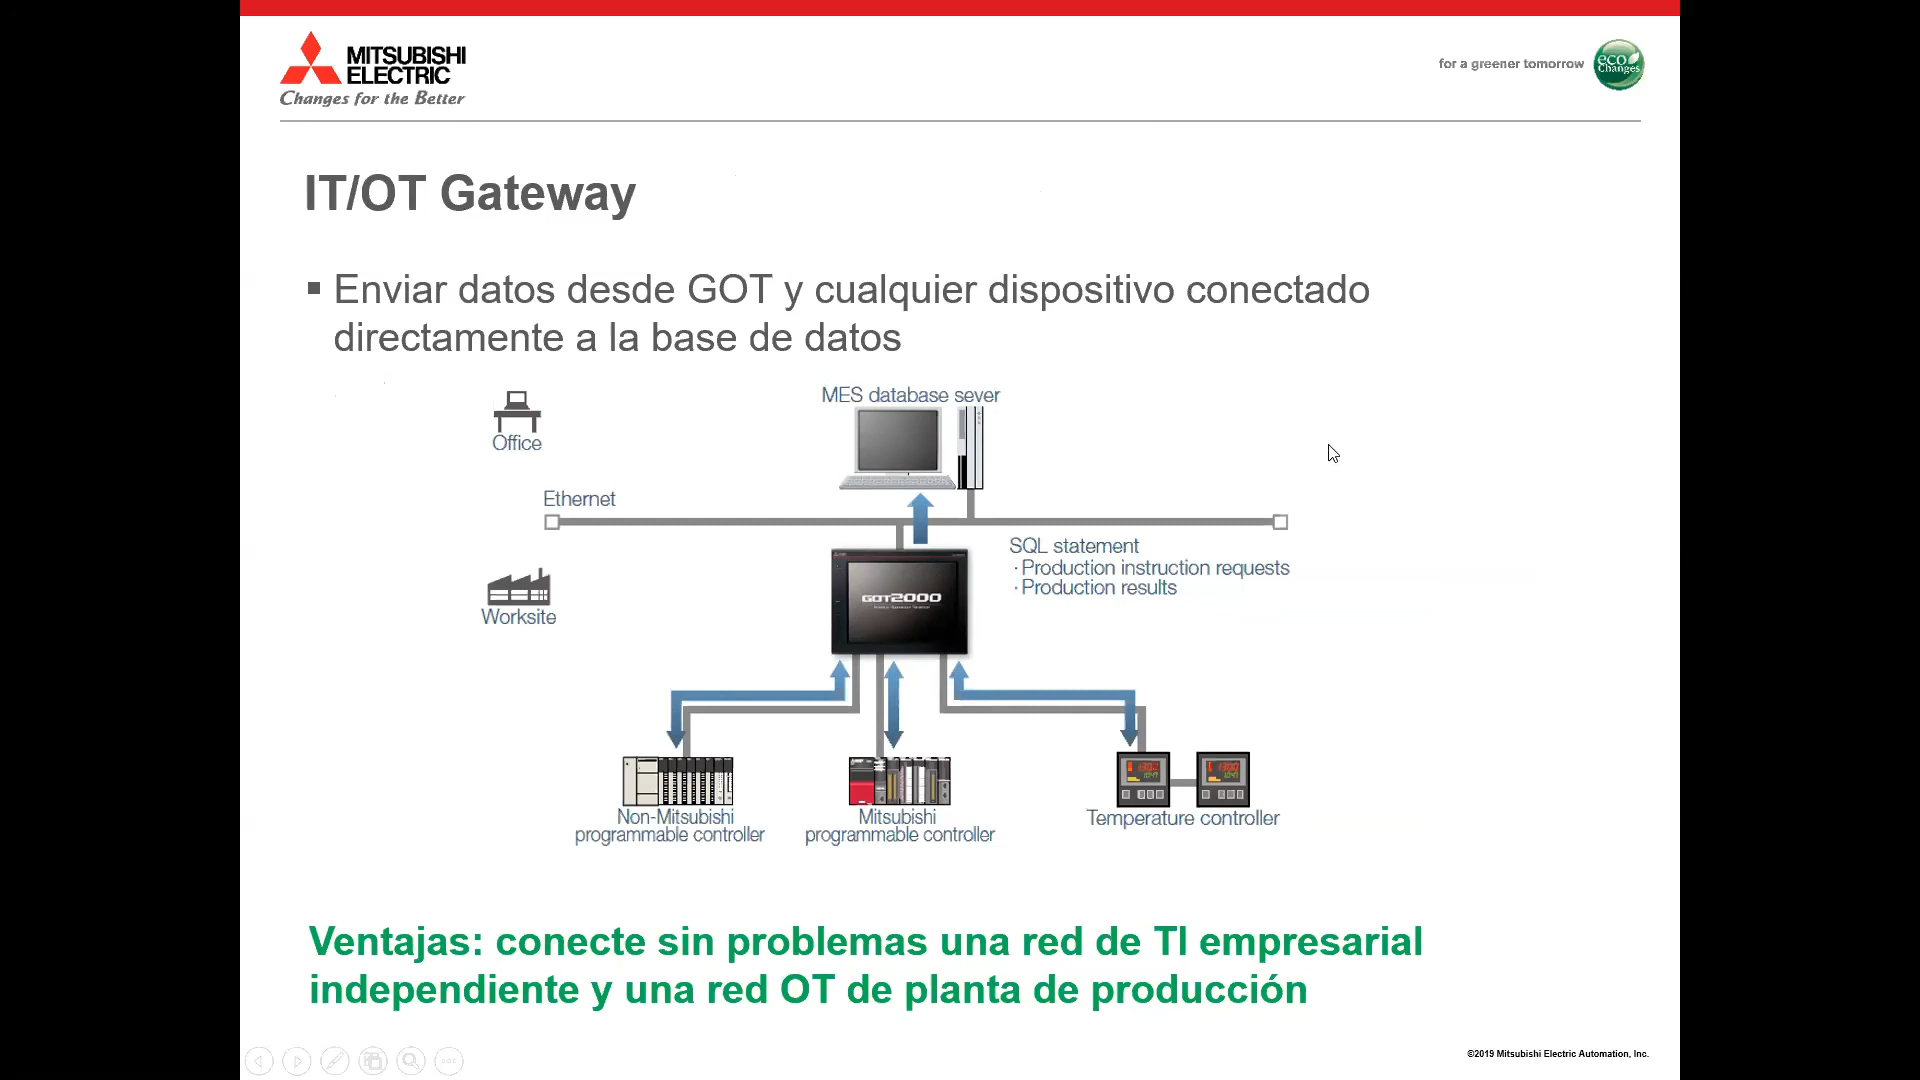 MITSUBISHI
ELECTRIC
Changes for the Better
for a greener tomorrow
eco
Changes
IT/OT Gateway
▪ Enviar datos desde GOT y cualquier dispositivo conectado
directamente a la base de datos
MES database sever
Office
Ethernet
SQL statement
· Production instruction requests
· Production results
GOT2000
Worksite
Non-Mitsubishi
programmable controller
Mitsubishi
programmable controller
Temperature controller
Ventajas: conecte sin problemas una red de TI empresarial
independiente y una red OT de planta de producción
©2019 Mitsubishi Electric Automation, Inc.